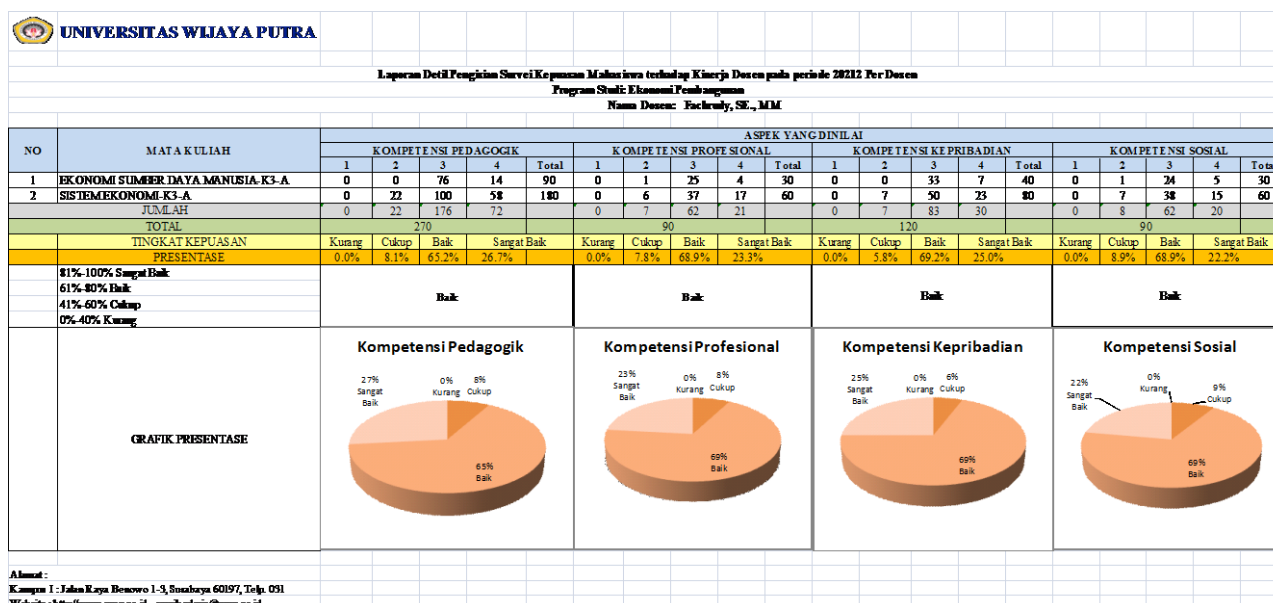 UNIVERSITAS WIJAYA PUTRA
Laporan Detil Pengisian Survei Kepuasan Mahasiswa terhadap Kinerja Dosen pada periode 20212 Per Dosen
Program Studi: Ekonomi Pembangunan
Nama Dosen: Fachrudy, SE., MM
ASPEK YANG DINILAI
NO MATA KULIAH KOMPETENSI PEDAGOGIK KOMPETENSI PROFESIONAL KOMPETENSI KEPRIBADIAN KOMPETENSI SOSIAL
1 2 3 4 Total 1 2 3 4 Total 1 2 3 4 Total 1 2 3 4 Tota
1 EKONOMI SUMBER DAYA MANUSIA-K3-A 0 0 76 14 90 0 1 25 4 30 0 0 33 7 40 0 1 24 5 30
2 SISTEM EKONOMI-K3-A 0 22 100 58 180 0 6 37 17 60 0 7 50 23 80 0 7 38 15 60
JUMLAH 0 22 176 72 0 7 62 21 0 7 83 30 0 8 62 20
TOTAL 270 90 120 90
TINGKAT KEPUASAN Kurang Cukup Baik Sangat Baik Kurang Cukup Baik Sangat Baik Kurang Cukup Baik Sangat Baik Kurang Cukup Baik Sangat Baik
PRESENTASE 0.0% 8.1% 65.2% 26.7% 0.0% 7.8% 68.9% 23.3% 0.0% 5.8% 69.2% 25.0% 0.0% 8.9% 68.9% 22.2%
81%-100% Sangat Baik
61%-80% Baik
41%-60% Cukup
0%-40% Kurang
Baik Baik Baik Baik
GRAFIK PRESENTASE
Kompetensi Pedagogik
27% Sangat Baik
0% Kurang
8% Cukup
65% Baik
Kompetensi Profesional
23% Sangat Baik
0% Kurang
8% Cukup
69% Baik
Kompetensi Kepribadian
25% Sangat Baik
0% Kurang
6% Cukup
69% Baik
Kompetensi Sosial
22% Sangat Baik
0% Kurang
9% Cukup
69% Baik
Alamat :
Kampus I : Jalan Raya Benowo 1-3, Surabaya 60197, Telp. 031